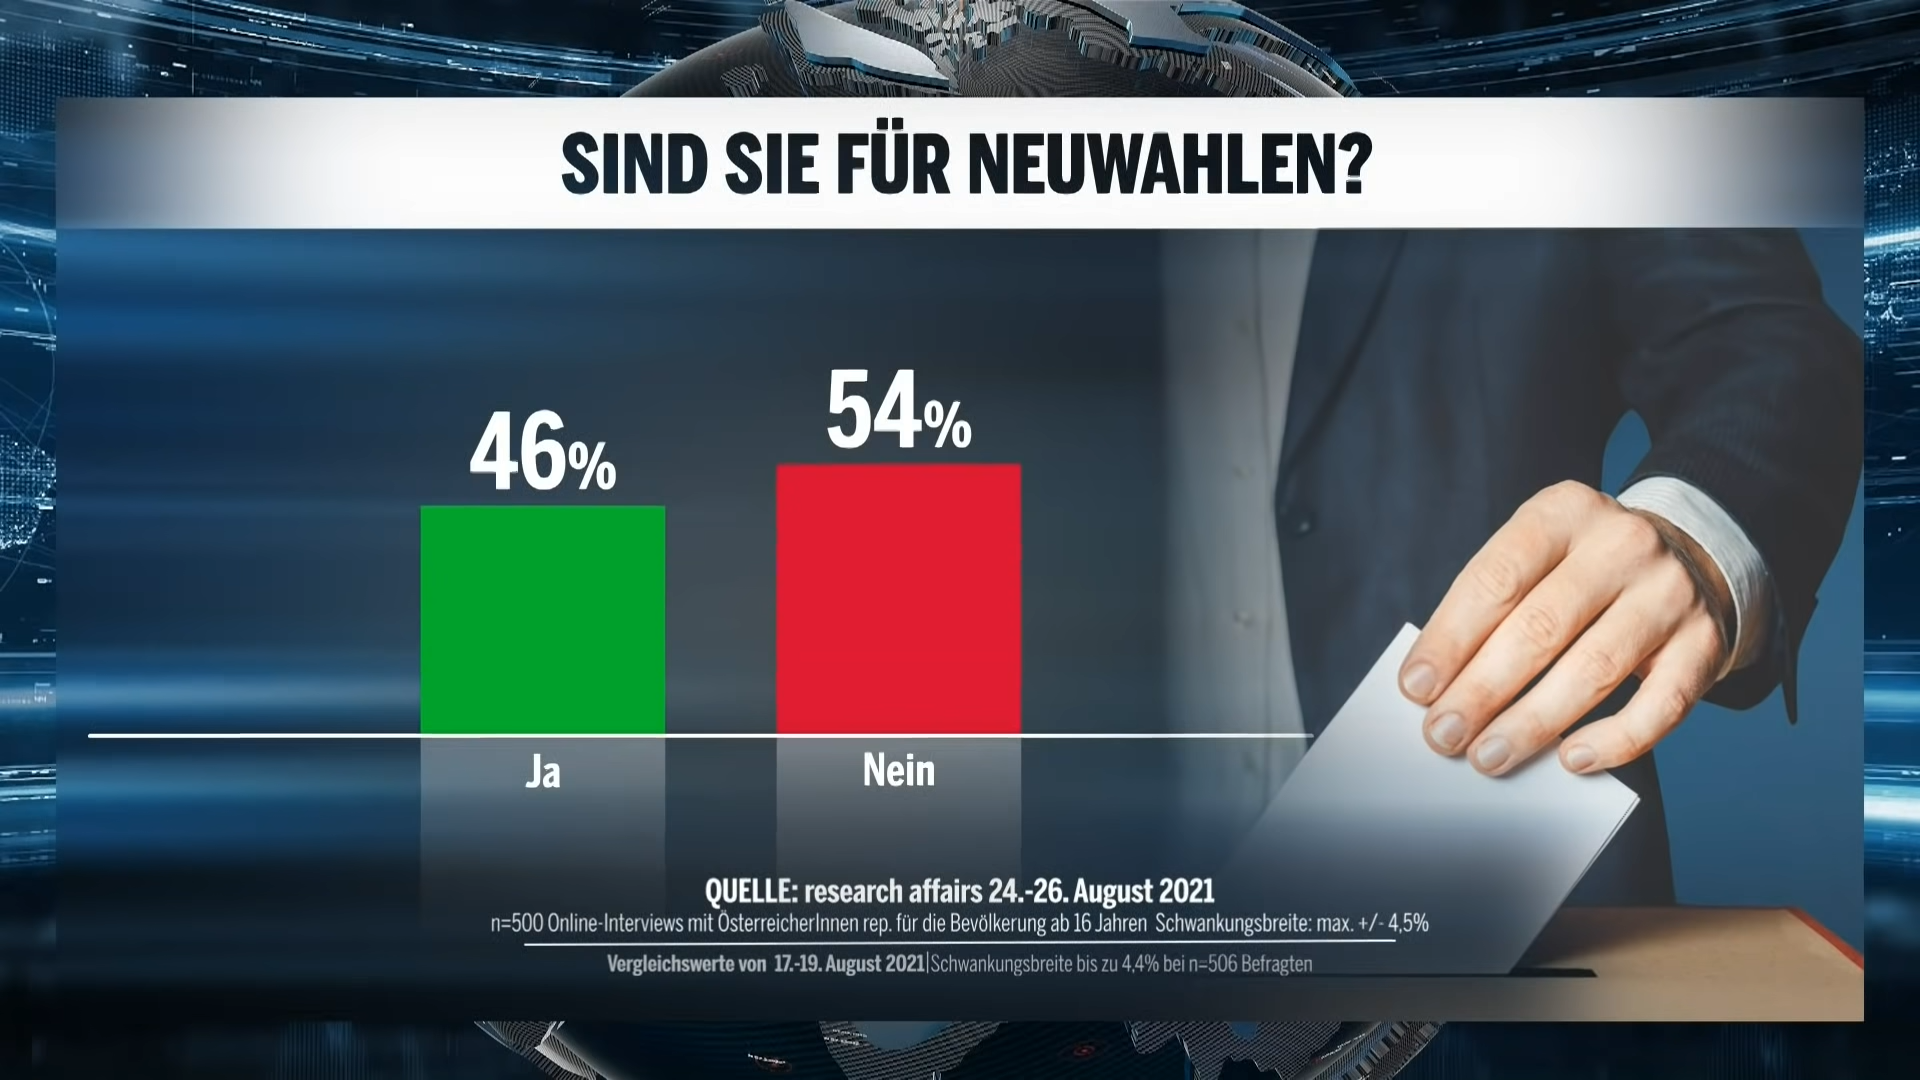 SIND SIE FÜR NEUWAHLEN?
46%
54%
Ja
Nein
QUELLE: research affairs 24.-26. August 2021
n=500 Online-Interviews mit ÖsterreicherInnen rep. für die Bevölkerung ab 16 Jahren Schwankungsbreite: max. +/- 4,5%
Vergleichswerte von 17.-19. August 2021|Schwankungsbreite bis zu 4,4% bei n=506 Befragten